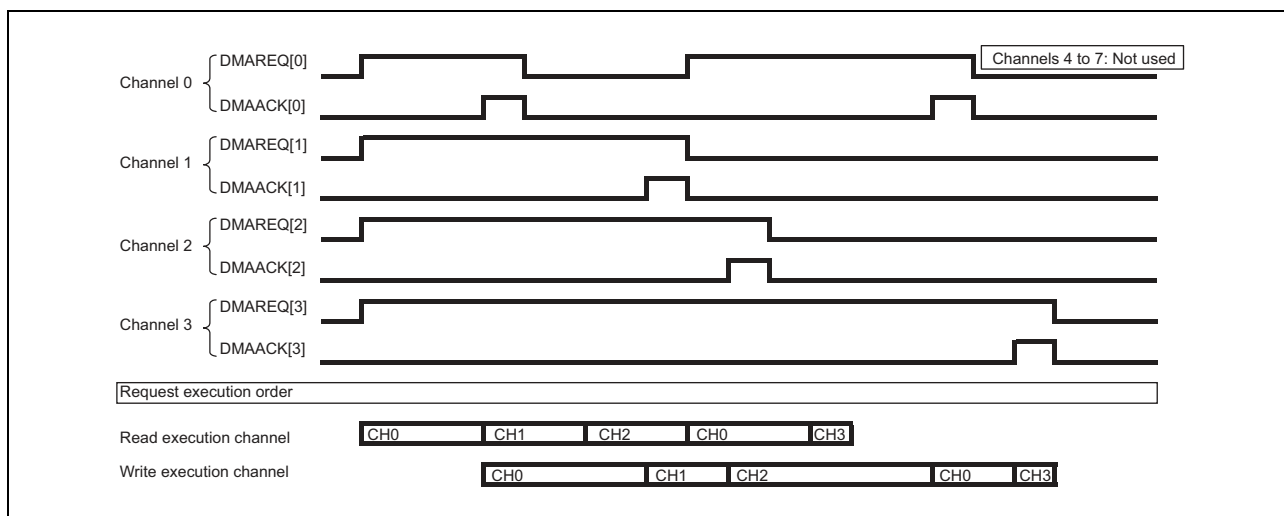 DMAREQ[0]
Channels 4 to 7: Not used
Channel 0
DMAACK[0]
DMAREQ[1]
Channel 1
DMAACK[1]
DMAREQ[2]
Channel 2
DMAACK[2]
DMAREQ[3]
Channel 3
DMAACK[3]
Request execution order
Read execution channel CH0 CH1 CH2 CH0 CH3
Write execution channel CH0 CH1 CH2 CH0 CH3